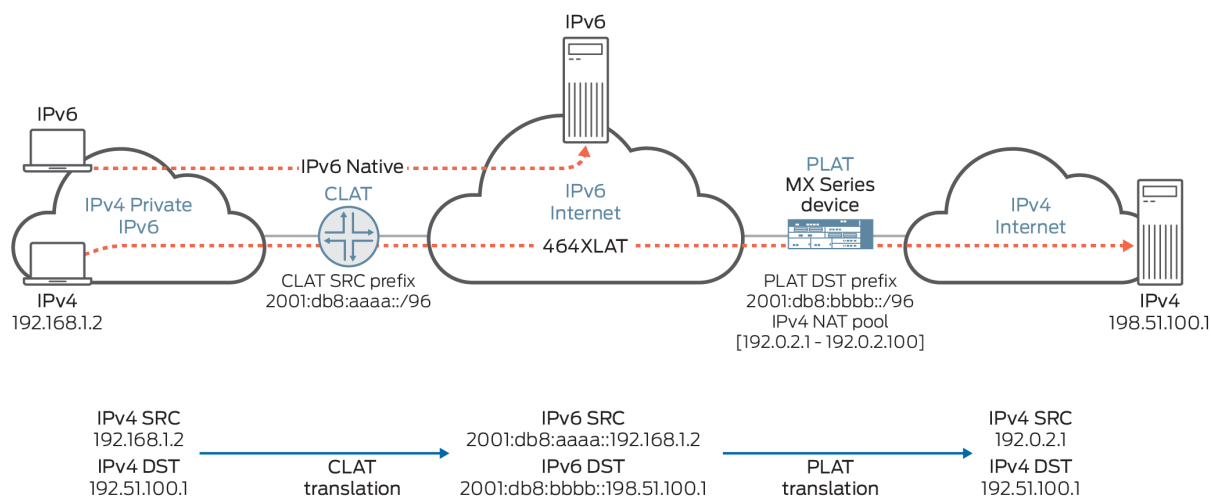 IPv6
IPv6
IPv6 Native
CLAT
PLAT
MX Series
device
IPv4 Private
IPv6
IPv6
Internet
IPv4
Internet
464XLAT
IPv4
192.168.1.2
CLAT SRC prefix
2001:db8:aaaa::/96
PLAT DST prefix
2001:db8:bbbb::/96
IPv4 NAT pool
[192.0.2.1 - 192.0.2.100]
IPv4
198.51.100.1
IPv4 SRC
192.168.1.2
IPv4 DST
192.51.100.1
CLAT
translation
IPv6 SRC
2001:db8:aaaa::192.168.1.2
IPv6 DST
2001:db8:bbbb::198.51.100.1
PLAT
translation
IPv4 SRC
192.0.2.1
IPv4 DST
198.51.100.1